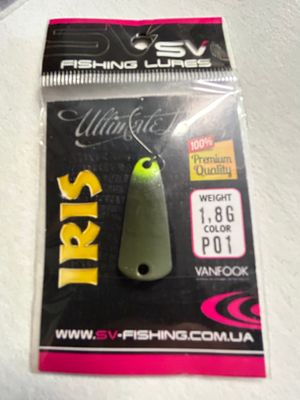 SV SV
FISHING LURES
Ultimate
100%
Premium
Quality
IRIS
WEIGHT
1,8G
COLOR
P01
VANFOOK
WWW.SV-FISHING.COM.UA